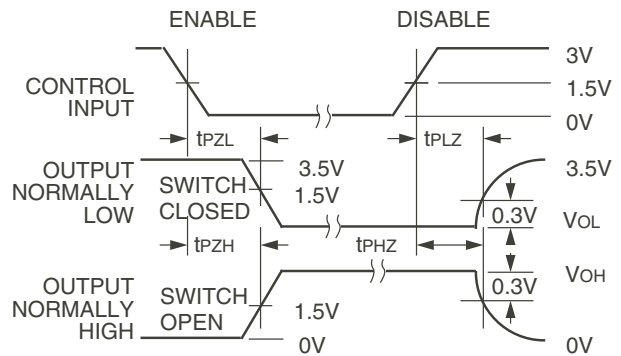 ENABLE DISABLE
3V
CONTROL
INPUT
1.5V
0V
tPZL tPLZ
OUTPUT
NORMALLY
LOW
SWITCH
CLOSED
3.5V
1.5V
3.5V
0.3V VOL
tPZH tPHZ
OUTPUT
NORMALLY
HIGH
SWITCH
OPEN
1.5V
0V
VOH
0.3V
0V